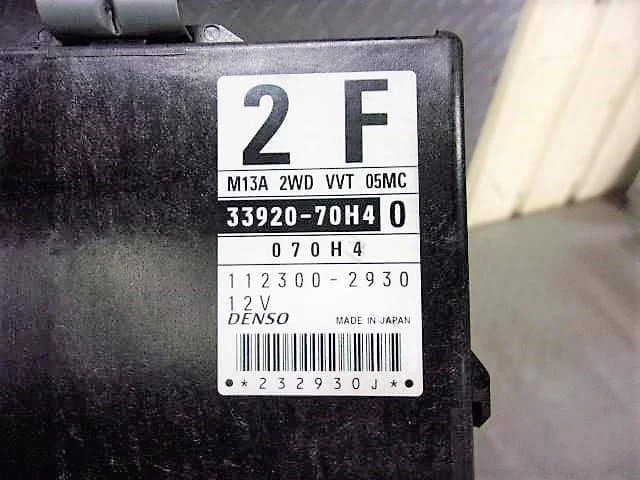 2 F
M13A 2WD VVT 05MC
33920-70H4 0
070H4
112300-2930
12V
DENSO MADE IN JAPAN
*232930J*